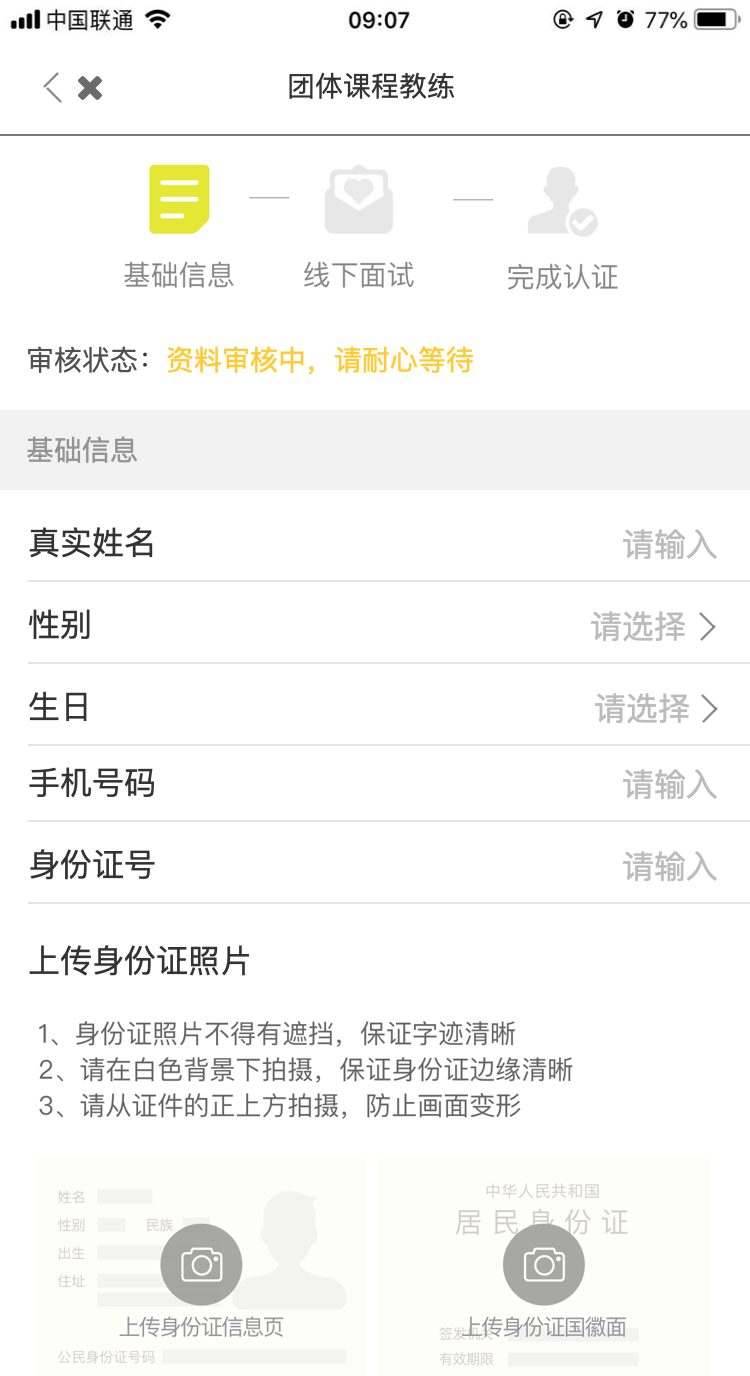 中国联通 09:07 77%
团体课程教练
基础信息 线下面试 完成认证
审核状态：资料审核中，请耐心等待
基础信息
真实姓名 请输入
性别 请选择
生日 请选择
手机号码 请输入
身份证号 请输入
上传身份证照片
1、身份证照片不得有遮挡，保证字迹清晰
2、请在白色背景下拍摄，保证身份证边缘清晰
3、请从证件的正上方拍摄，防止画面变形
姓名
性别 民族
出生
住址
上传身份证信息页
公民身份证号码
中华人民共和国
居民身份证
上传身份证国徽面
签发机关
有效期限